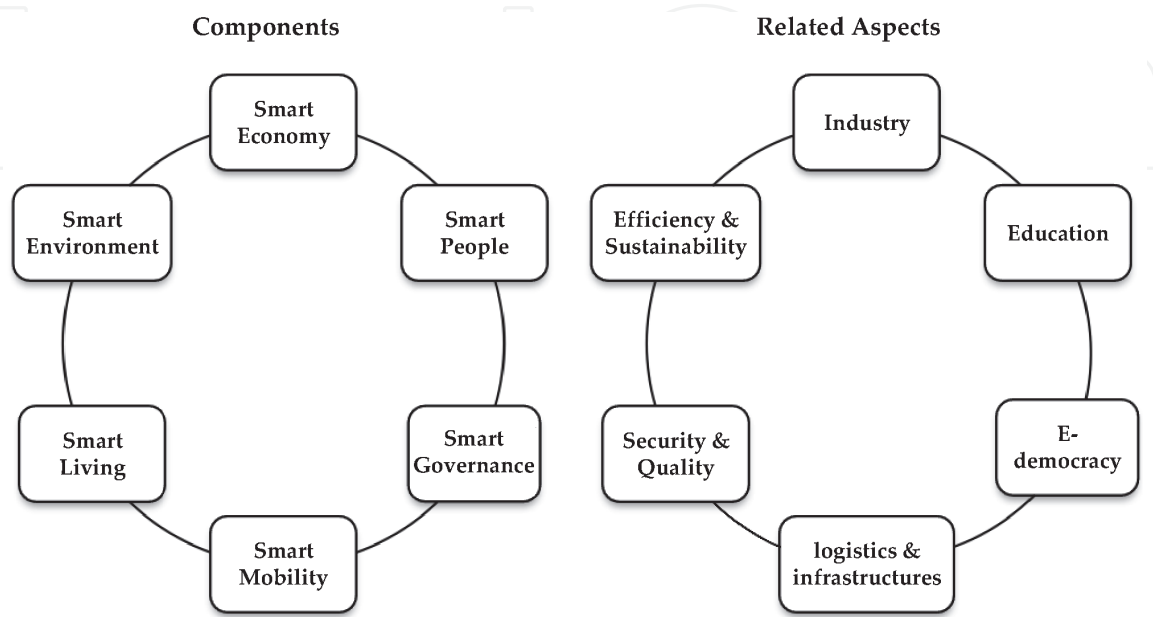 Components
Smart
Economy
Smart
People
Smart
Governance
Smart
Mobility
Smart
Living
Smart
Environment
Related Aspects
Industry
Education
E-
democracy
logistics &
infrastructures
Security &
Quality
Efficiency &
Sustainability